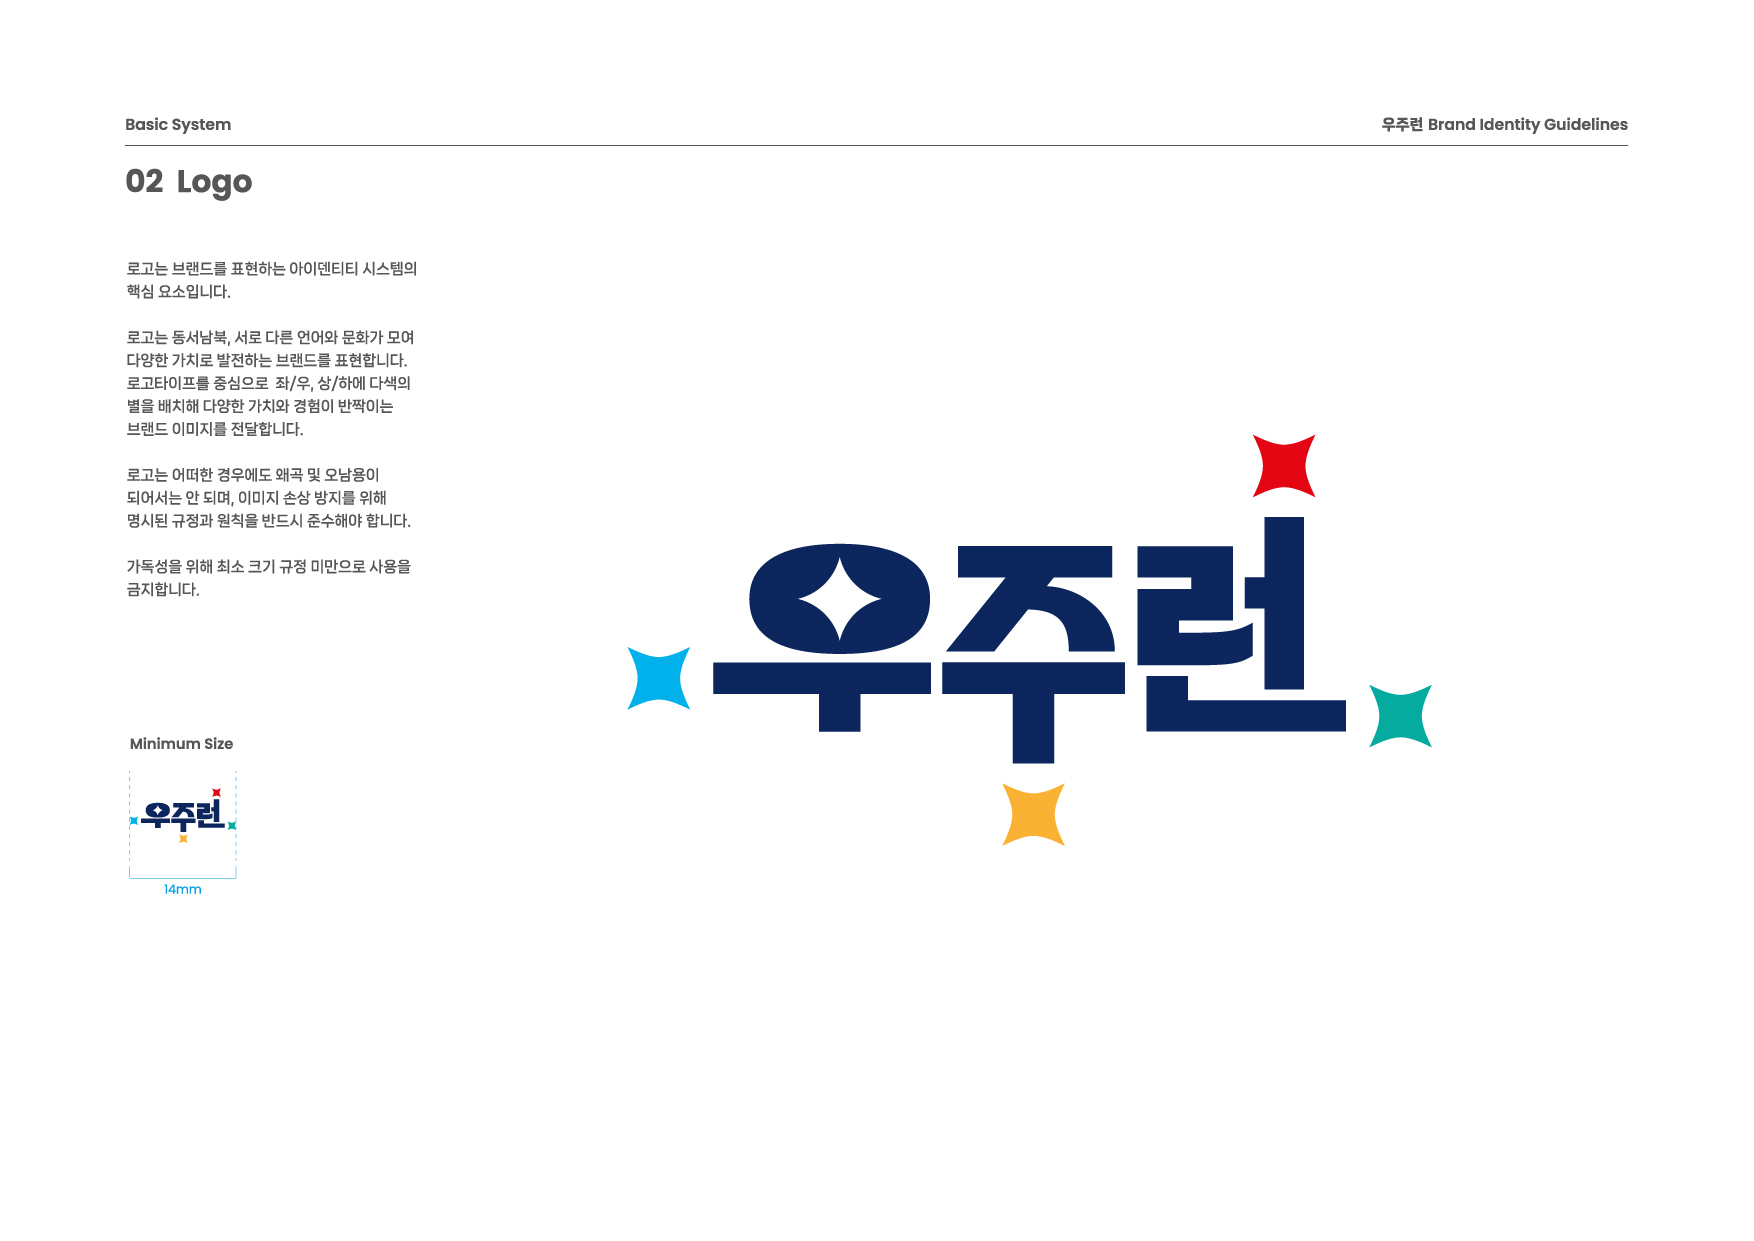 Basic System
우주런 Brand Identity Guidelines
02 Logo
로고는 브랜드를 표현하는 아이덴티티 시스템의
핵심 요소입니다.
로고는 동서남북, 서로 다른 언어와 문화가 모여
다양한 가치로 발전하는 브랜드를 표현합니다.
로고타이프를 중심으로 좌/우, 상/하에 다색의
별을 배치해 다양한 가치와 경험이 반짝이는
브랜드 이미지를 전달합니다.
로고는 어떠한 경우에도 왜곡 및 오남용이
되어서는 안 되며, 이미지 손상 방지를 위해
명시된 규정과 원칙을 반드시 준수해야 합니다.
가독성을 위해 최소 크기 규정 미만으로 사용을
금지합니다.
우주런
Minimum Size
우주런
14mm